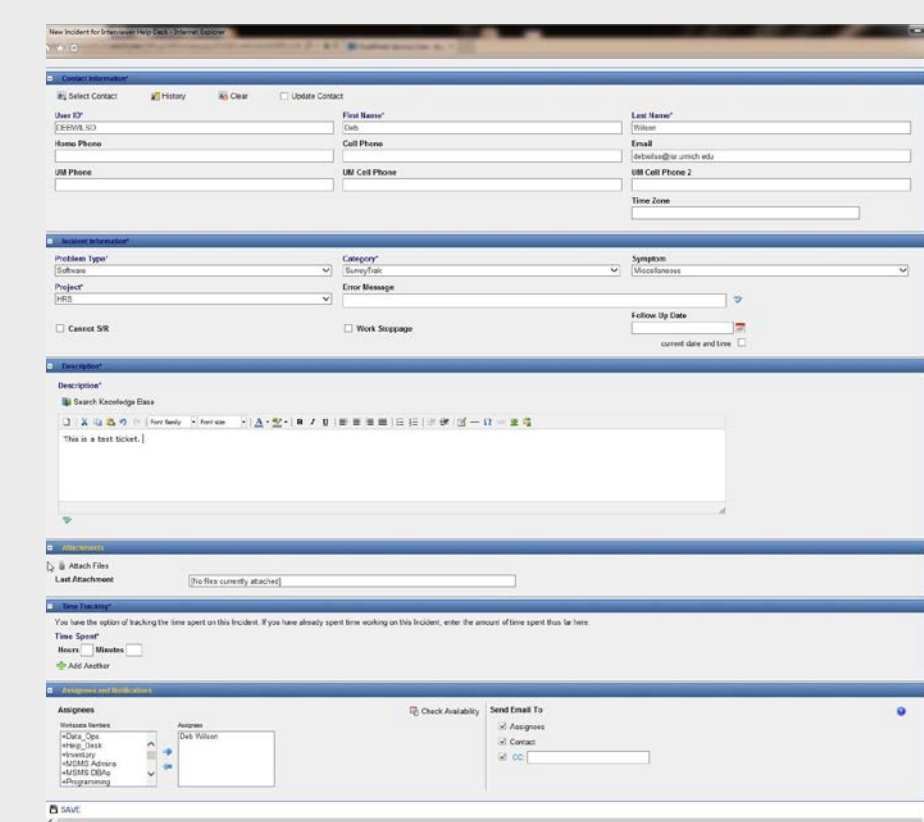 New Incident for Interviewer Help Desk - Internet Explorer
Contact Information*
Select Contact History Clear Update Contact
User ID* First Name* Last Name*
DEBWILSO Deb Wilson
Home Phone Cell Phone Email
debwilso@isr.umich.edu
UM Phone UM Cell Phone UM Cell Phone 2
Time Zone
Incident Information*
Problem Type* Category* Symptom
Software SurveyTrak Miscellaneous
Project* Error Message
HRS
Follow Up Date
Cannot S/R Work Stoppage
current date and time
Description*
Description*
Search Knowledge Base
Font family Font size
This is a test ticket.
Attachments
Attach Files
Last Attachment [No files currently attached]
Time Tracking*
You have the option of tracking the time spent on this Incident. If you have already spent time working on this Incident, enter the amount of time spent thus far here.
Time Spent*
Hours Minutes
Add Another
Assignees and Notifications
Assignees Check Availability Send Email To
Workspace Members Assignees
+Data_Ops Deb Wilson Assignees
+Help_Desk
+Inventory Contact
+MSMS Admins
+MSMS DBAs CC:
+Programming
SAVE